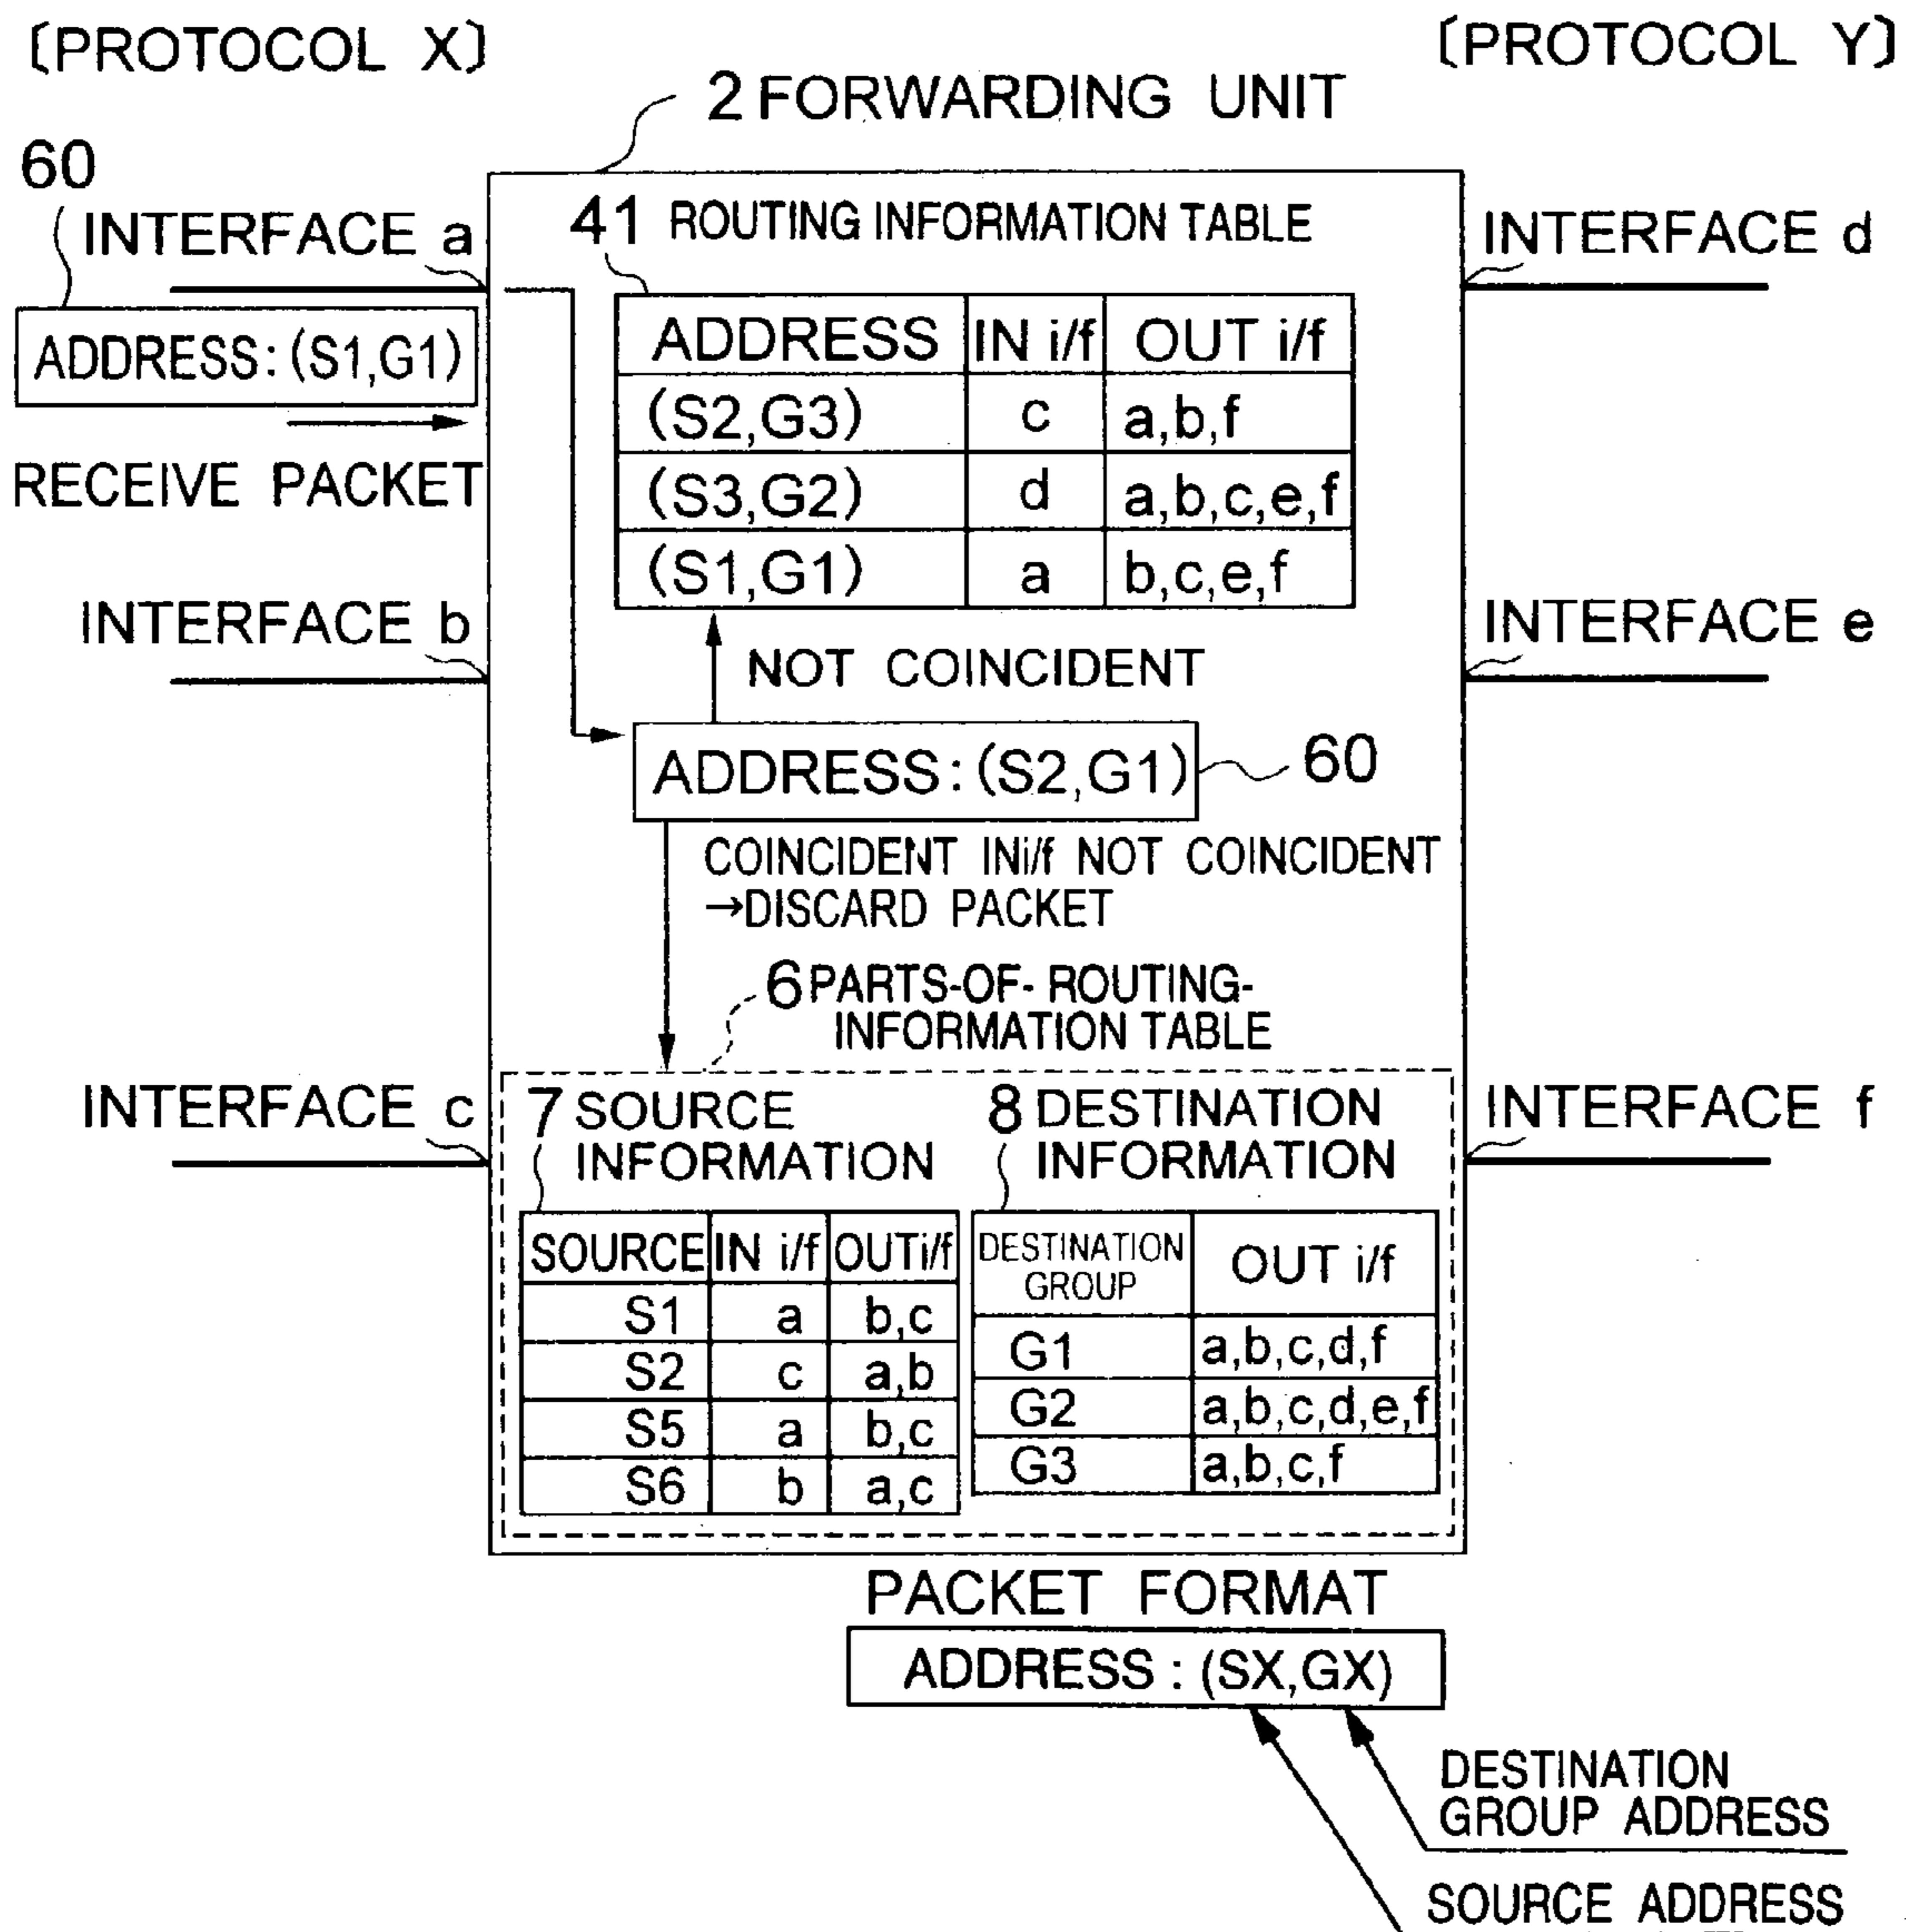 〔PROTOCOL X〕
〔PROTOCOL Y〕
2 FORWARDING UNIT
60
INTERFACE a
ADDRESS:(S1,G1)
RECEIVE PACKET
INTERFACE b
INTERFACE c
INTERFACE d
INTERFACE e
INTERFACE f
41 ROUTING INFORMATION TABLE
ADDRESS IN i/f OUT i/f
(S2,G3) c a,b,f
(S3,G2) d a,b,c,e,f
(S1,G1) a b,c,e,f
NOT COINCIDENT
ADDRESS:(S2,G1) 60
COINCIDENT INi/f NOT COINCIDENT
→DISCARD PACKET
6 PARTS-OF-ROUTING-
INFORMATION TABLE
7 SOURCE
INFORMATION
SOURCE IN i/f OUTi/f
S1 a b,c
S2 c a,b
S5 a b,c
S6 b a,c
8 DESTINATION
INFORMATION
DESTINATION
GROUP
OUT i/f
G1 a,b,c,d,f
G2 a,b,c,d,e,f
G3 a,b,c,f
PACKET FORMAT
ADDRESS : (SX,GX)
DESTINATION
GROUP ADDRESS
SOURCE ADDRESS